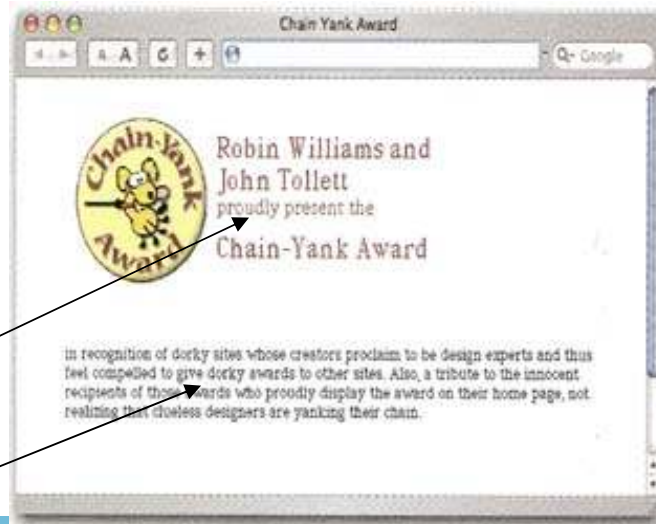 Chain Yank Award
A A
Q- Google
Chain-Yank
Award
Robin Williams and
John Tollett
proudly present the
Chain-Yank Award
in recognition of dorky sites whose creators proclaim to be design experts and thus
feel compelled to give dorky awards to other sites. Also, a tribute to the innocent
recipients of those awards who proudly display the award on their home page, not
realizing that clueless designers are yanking their chain.